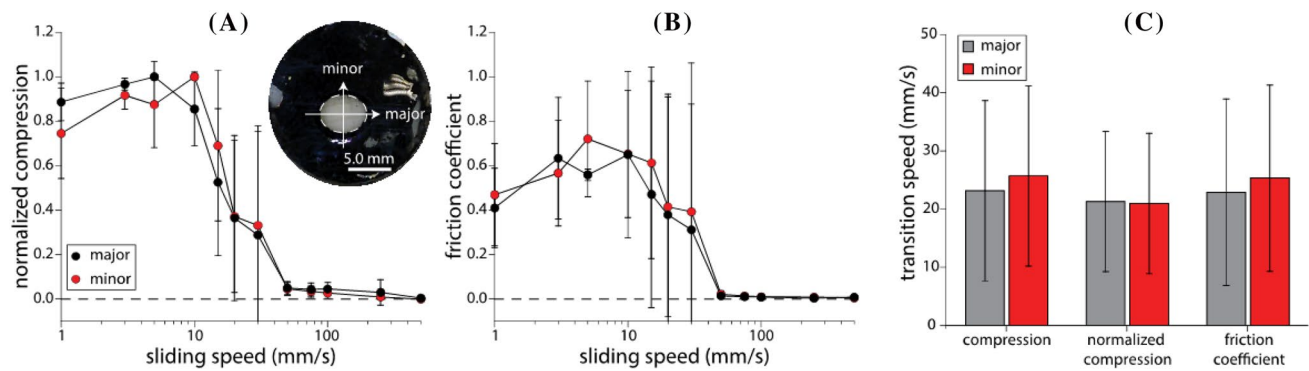 (A)
1.2
1.0
0.8
0.6
0.4
0.2
0.0
normalized compression
major
minor
minor
major
5.0 mm
1
10
100
sliding speed (mm/s)
(B)
1.2
1.0
0.8
0.6
0.4
0.2
0.0
friction coefficient
1
10
100
sliding speed (mm/s)
(C)
50
40
30
20
10
0
transition speed (mm/s)
major
minor
compression
normalized
compression
friction
coefficient